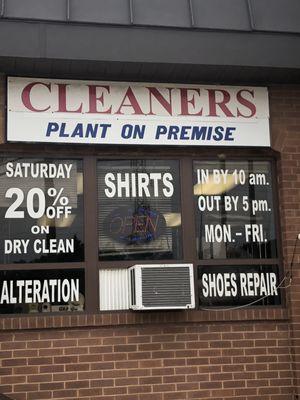 CLEANERS
PLANT ON PREMISE
SATURDAY
20% OFF
ON
DRY CLEAN
ALTERATION
SHIRTS
OPEN
IN BY 10 am.
OUT BY 5 pm.
MON.-FRI.
SHOES REPAIR